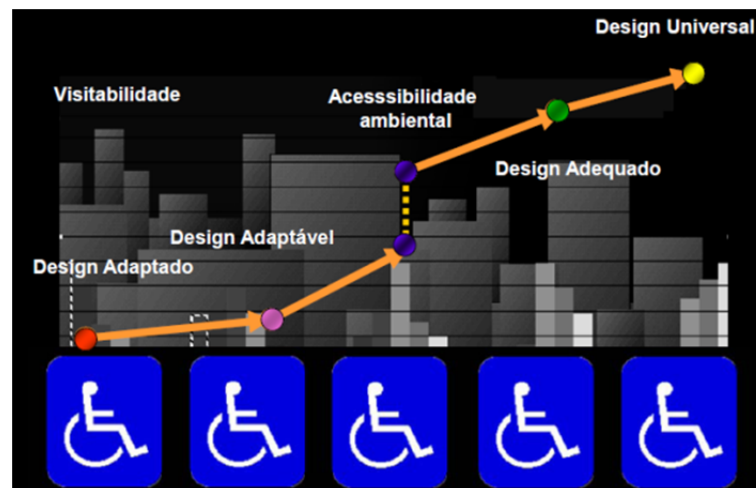 Design Universal
Visitabilidade
Acesssibilidade
ambiental
Design Adequado
Design Adaptável
Design Adaptado